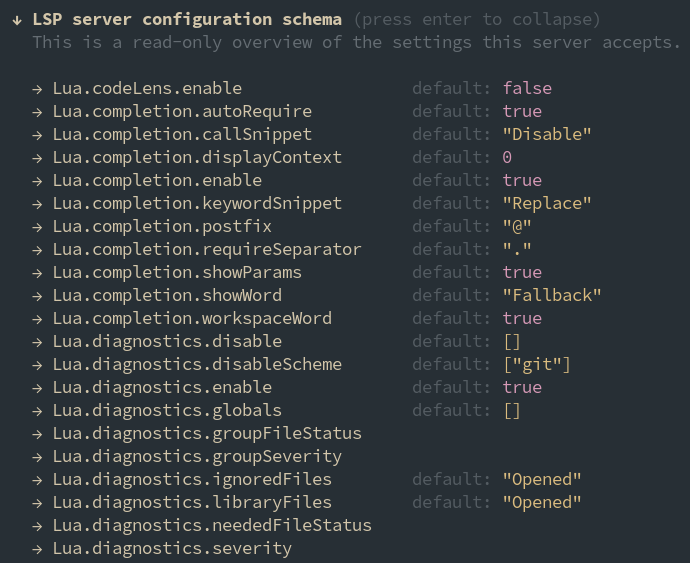 ↓ LSP server configuration schema (press enter to collapse)
This is a read-only overview of the settings this server accepts.
→ Lua.codeLens.enable default: false
→ Lua.completion.autoRequire default: true
→ Lua.completion.callSnippet default: "Disable"
→ Lua.completion.displayContext default: 0
→ Lua.completion.enable default: true
→ Lua.completion.keywordSnippet default: "Replace"
→ Lua.completion.postfix default: "@"
→ Lua.completion.requireSeparator default: "."
→ Lua.completion.showParams default: true
→ Lua.completion.showWord default: "Fallback"
→ Lua.completion.workspaceWord default: true
→ Lua.diagnostics.disable default: []
→ Lua.diagnostics.disableScheme default: ["git"]
→ Lua.diagnostics.enable default: true
→ Lua.diagnostics.globals default: []
→ Lua.diagnostics.groupFileStatus
→ Lua.diagnostics.groupSeverity
→ Lua.diagnostics.ignoredFiles default: "Opened"
→ Lua.diagnostics.libraryFiles default: "Opened"
→ Lua.diagnostics.neededFileStatus
→ Lua.diagnostics.severity